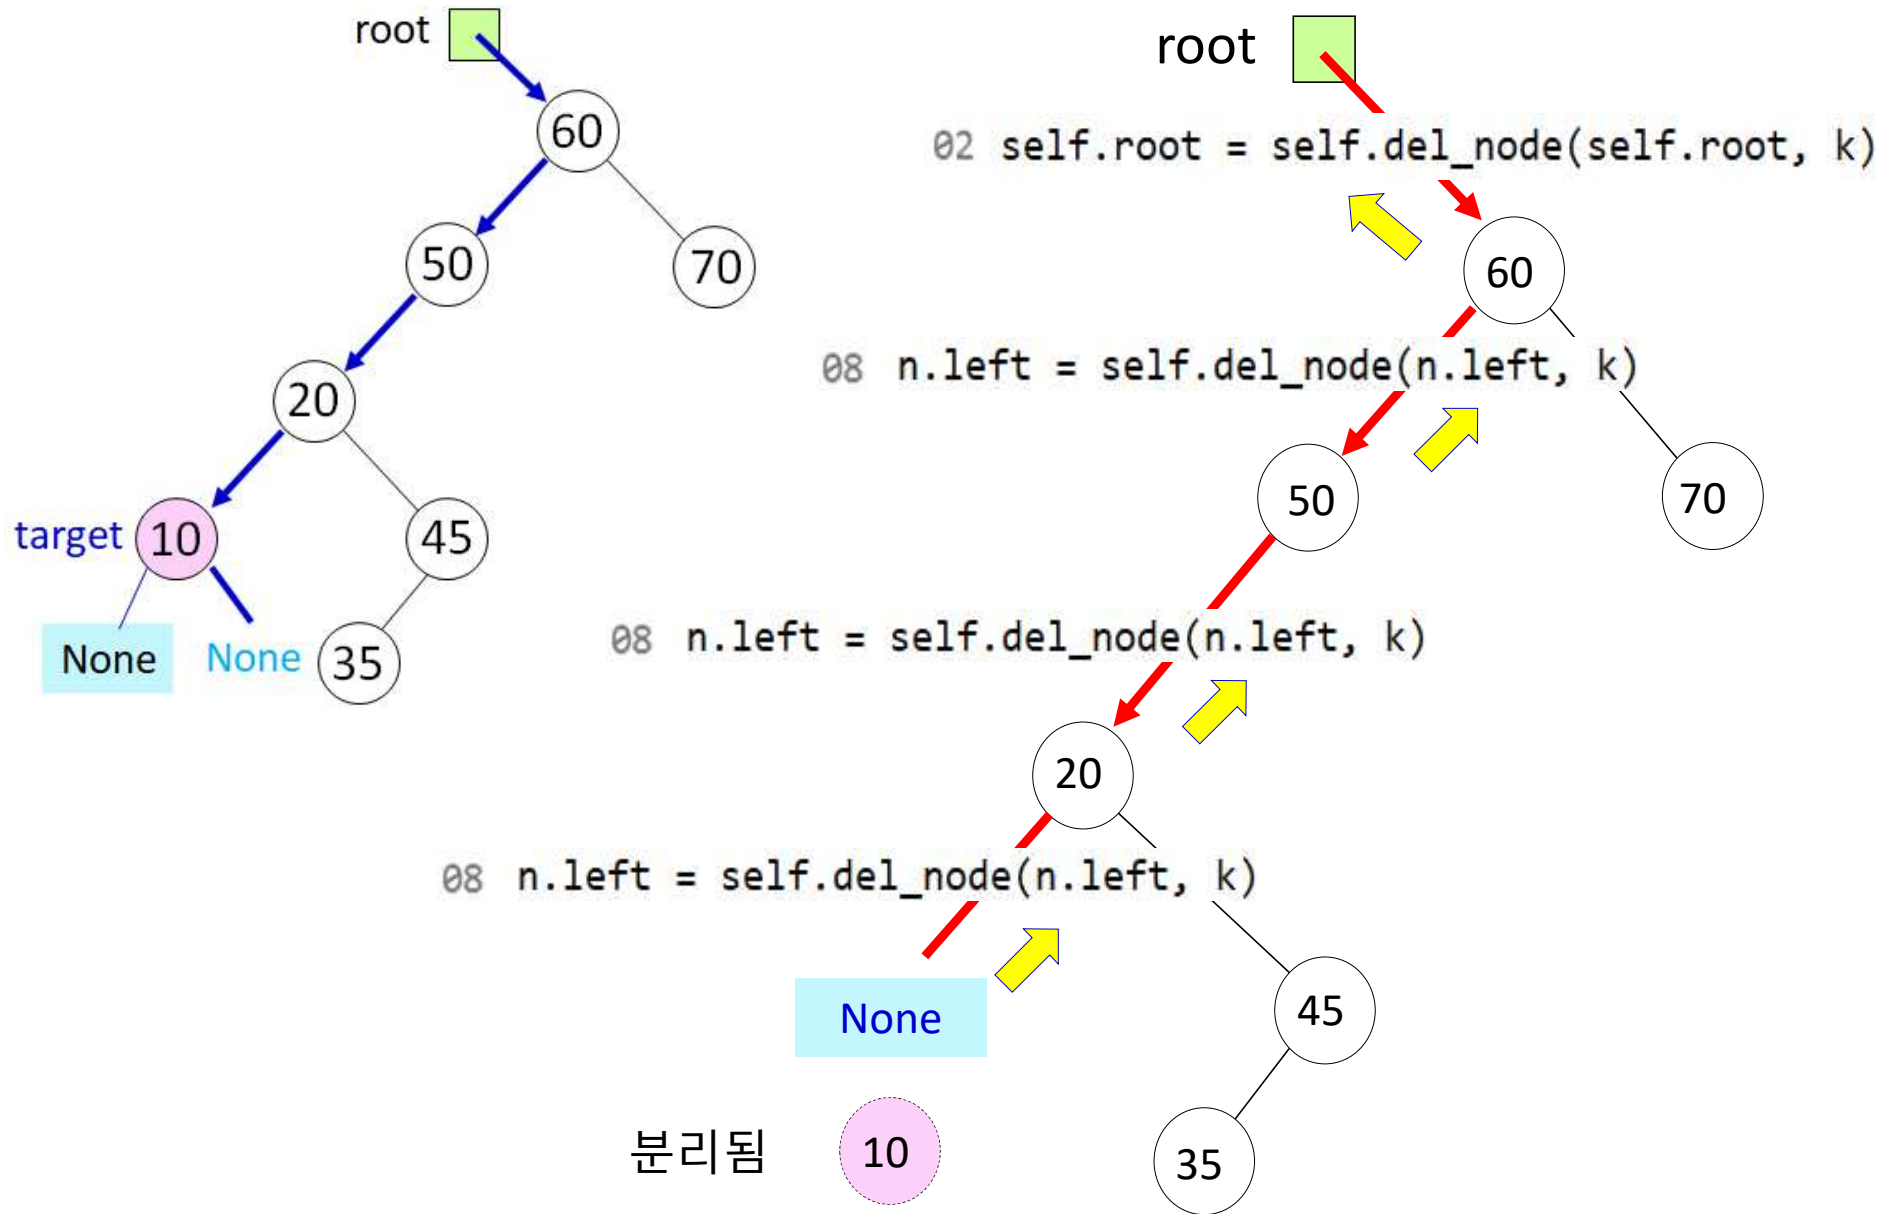 root
60
50
70
20
target 10
45
None None 35
root
02 self.root = self.del_node(self.root, k)
60
08 n.left = self.del_node(n.left, k)
50
70
08 n.left = self.del_node(n.left, k)
20
08 n.left = self.del_node(n.left, k)
None
45
분리됨 10
35